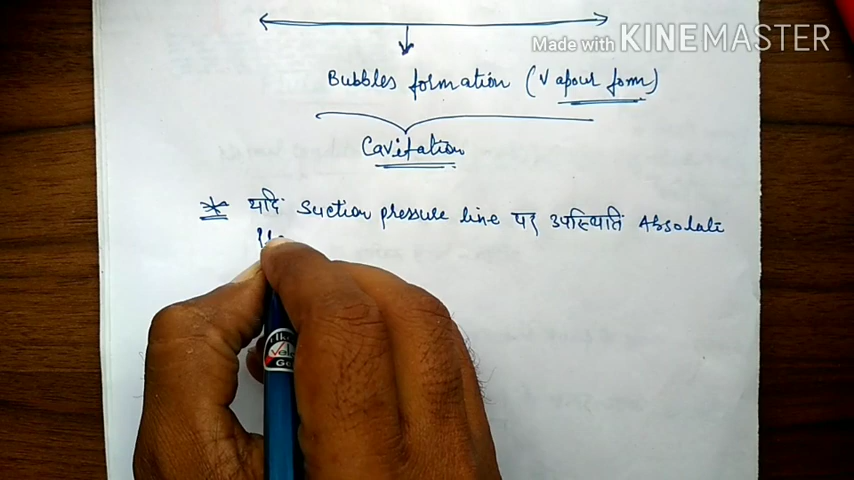 Made with KINEMASTER
Bubbles formation (Vapour form)
Cavitation
* यदि suction pressure line पर उपस्थिति Absolute